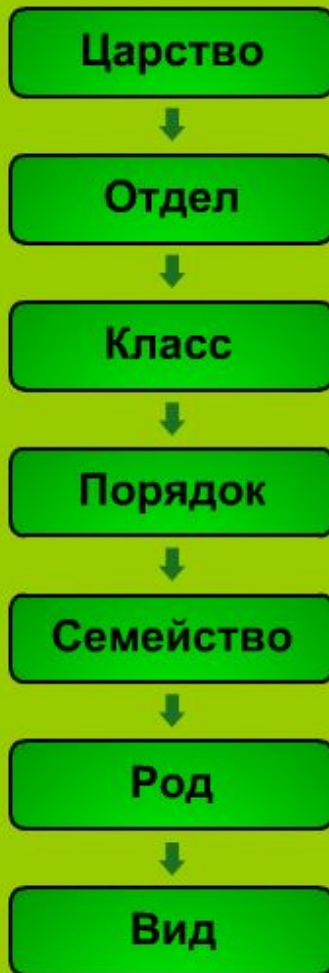 Царство
Отдел
Класс
Порядок
Семейство
Род
Вид